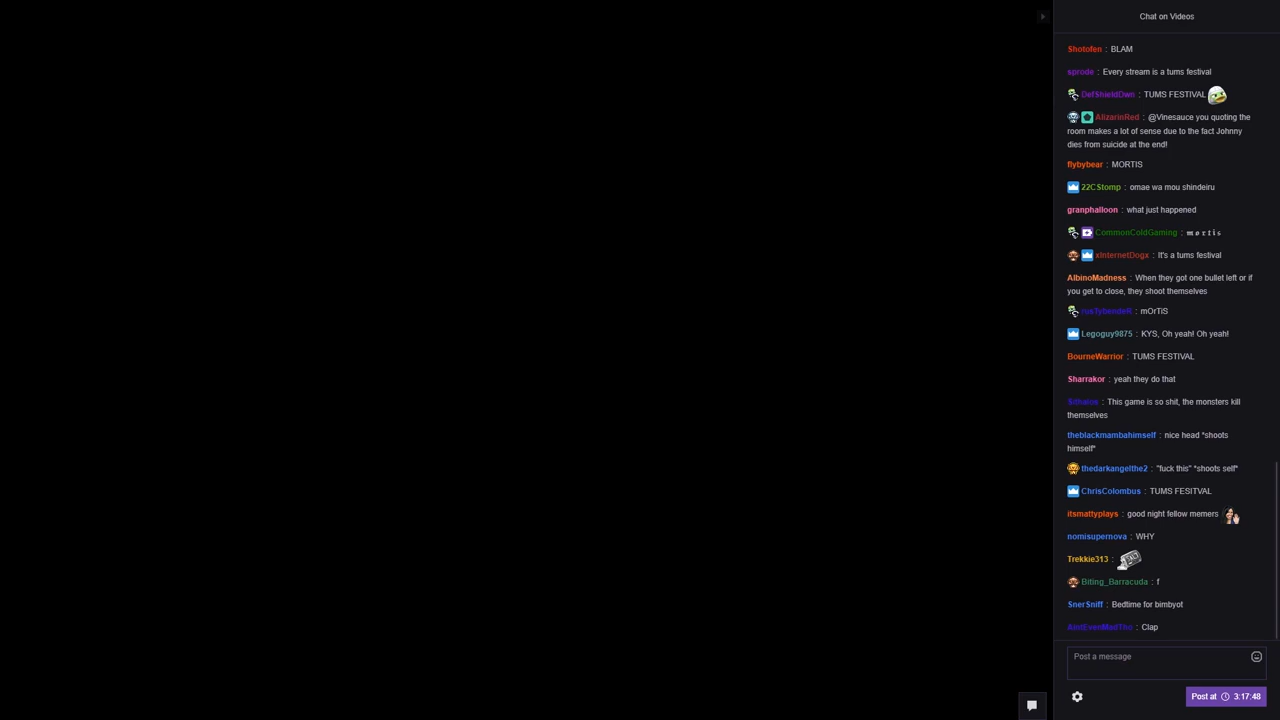 Chat on Videos
Shotofen : BLAM
sprode : Every stream is a tums festival
DefShieldDwn : TUMS FESTIVAL
AlizarinRed : @Vinesauce you quoting the
room makes a lot of sense due to the fact Johnny
dies from suicide at the end!
flybybear : MORTIS
22CStomp : omae wa mou shindeiru
granphalloon : what just happened
CommonColdGaming : 𝖒𝖔𝖗𝖙𝖎𝖘
xInternetDogx : It's a tums festival
AlbinoMadness : When they got one bullet left or if
you get to close, they shoot themselves
rusTybendeR : mOrTiS
Legoguy9875 : KYS, Oh yeah! Oh yeah!
BourneWarrior : TUMS FESTIVAL
Sharrakor : yeah they do that
: This game is so shit, the monsters kill
themselves
theblackmambahimself : nice head *shoots
himself*
thedarkangelthe2 : "fuck this" *shoots self*
ChrisColombus : TUMS FESITVAL
itsmattyplays : good night fellow memers
nomisupernova : WHY
Trekkie313 :
Biting_Barracuda : f
SnerSniff : Bedtime for bimbyot
AintEvenMadTho : Clap
Post a message
Post at 3:17:48